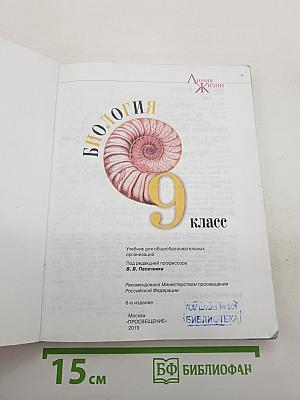 Линия
Жизни
БИОЛОГИЯ
9
класс
Учебник для общеобразовательных
организаций
Под редакцией профессора
В. В. Пасечника
Рекомендовано Министерством просвещения
Российской Федерации
6-е издание
Москва
«ПРОСВЕЩЕНИЕ»
2019
БИБЛИОТЕКА
15 см
БФ БИБЛИОФАН